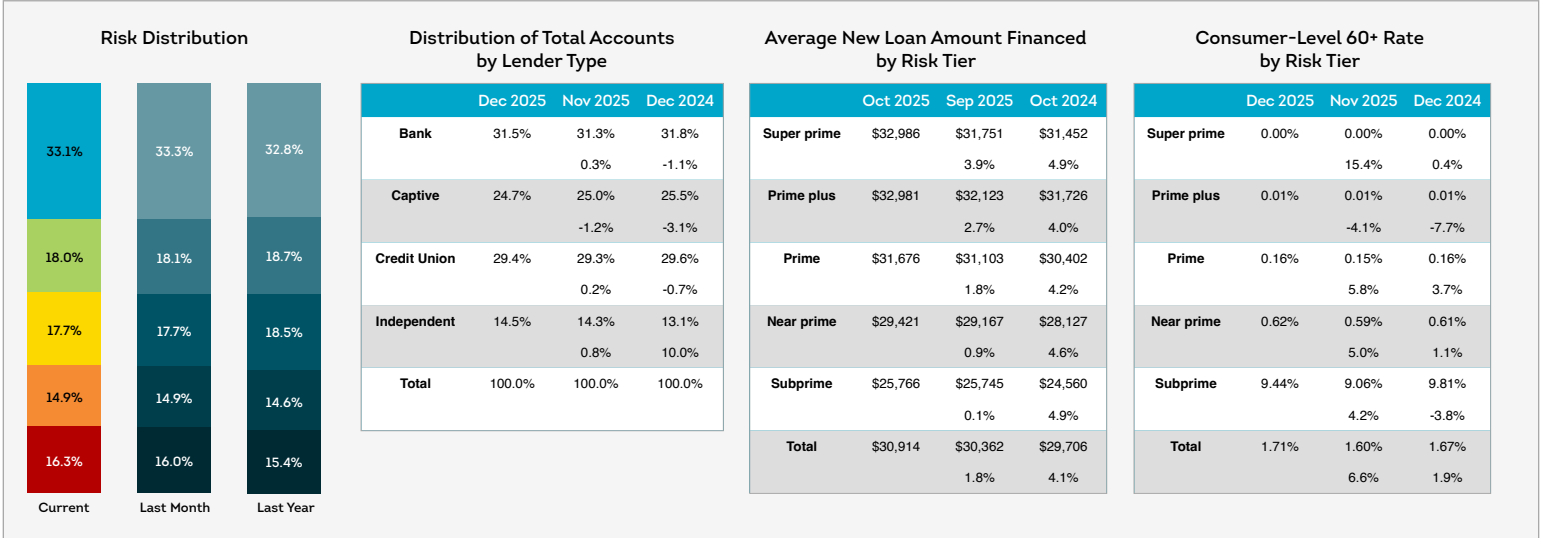 Risk Distribution
33.1%
18.0%
17.7%
14.9%
16.3%
Current
33.3%
18.1%
17.7%
14.9%
16.0%
Last Month
32.8%
18.7%
18.5%
14.6%
15.4%
Last Year
Distribution of Total Accounts
by Lender Type
Dec 2025 Nov 2025 Dec 2024
Bank 31.5% 31.3% 31.8%
0.3% -1.1%
Captive 24.7% 25.0% 25.5%
-1.2% -3.1%
Credit Union 29.4% 29.3% 29.6%
0.2% -0.7%
Independent 14.5% 14.3% 13.1%
0.8% 10.0%
Total 100.0% 100.0% 100.0%
Average New Loan Amount Financed
by Risk Tier
Oct 2025 Sep 2025 Oct 2024
Super prime $32,986 $31,751 $31,452
3.9% 4.9%
Prime plus $32,981 $32,123 $31,726
2.7% 4.0%
Prime $31,676 $31,103 $30,402
1.8% 4.2%
Near prime $29,421 $29,167 $28,127
0.9% 4.6%
Subprime $25,766 $25,745 $24,560
0.1% 4.9%
Total $30,914 $30,362 $29,706
1.8% 4.1%
Consumer-Level 60+ Rate
by Risk Tier
Dec 2025 Nov 2025 Dec 2024
Super prime 0.00% 0.00% 0.00%
15.4% 0.4%
Prime plus 0.01% 0.01% 0.01%
-4.1% -7.7%
Prime 0.16% 0.15% 0.16%
5.8% 3.7%
Near prime 0.62% 0.59% 0.61%
5.0% 1.1%
Subprime 9.44% 9.06% 9.81%
4.2% -3.8%
Total 1.71% 1.60% 1.67%
6.6% 1.9%